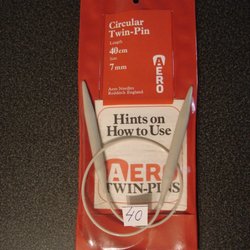 Circular
Twin-Pin
Length
40cm
Size
7mm
AERO
Aero Needles
Redditch England
Hints on
How to Use
AERO
TWIN-PINS
40